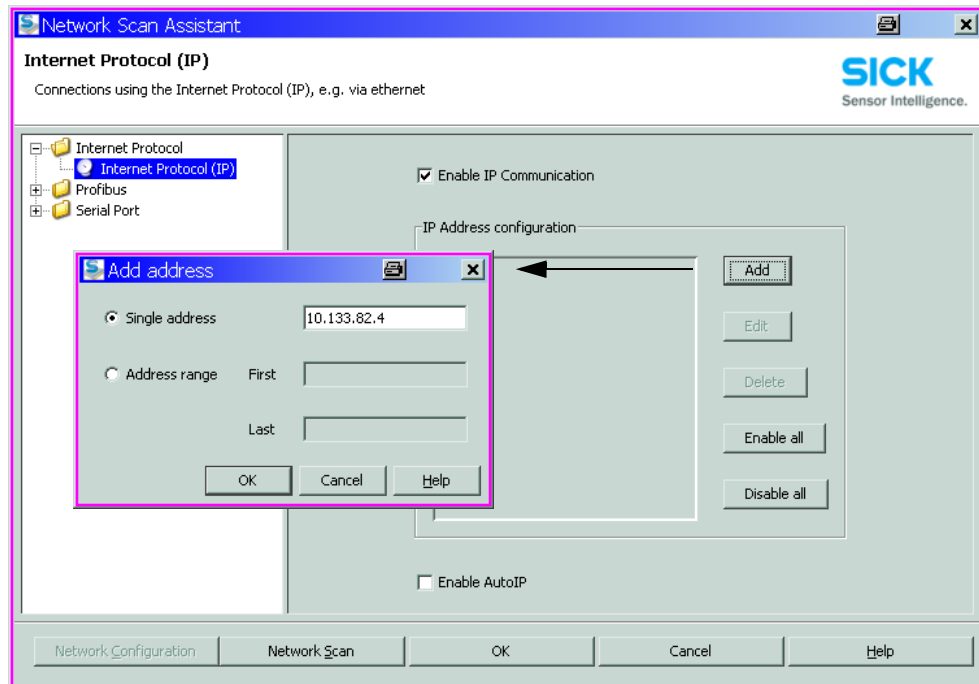 Network Scan Assistant
Internet Protocol (IP)
Connections using the Internet Protocol (IP), e.g. via ethernet
SICK
Sensor Intelligence.
Internet Protocol
Internet Protocol (IP)
Profibus
Serial Port
Enable IP Communication
IP Address configuration
Add
Edit
Delete
Enable all
Disable all
Add address
Single address
10.133.82.4
Address range First
Last
OK Cancel Help
Enable AutoIP
Network Configuration Network Scan OK Cancel Help